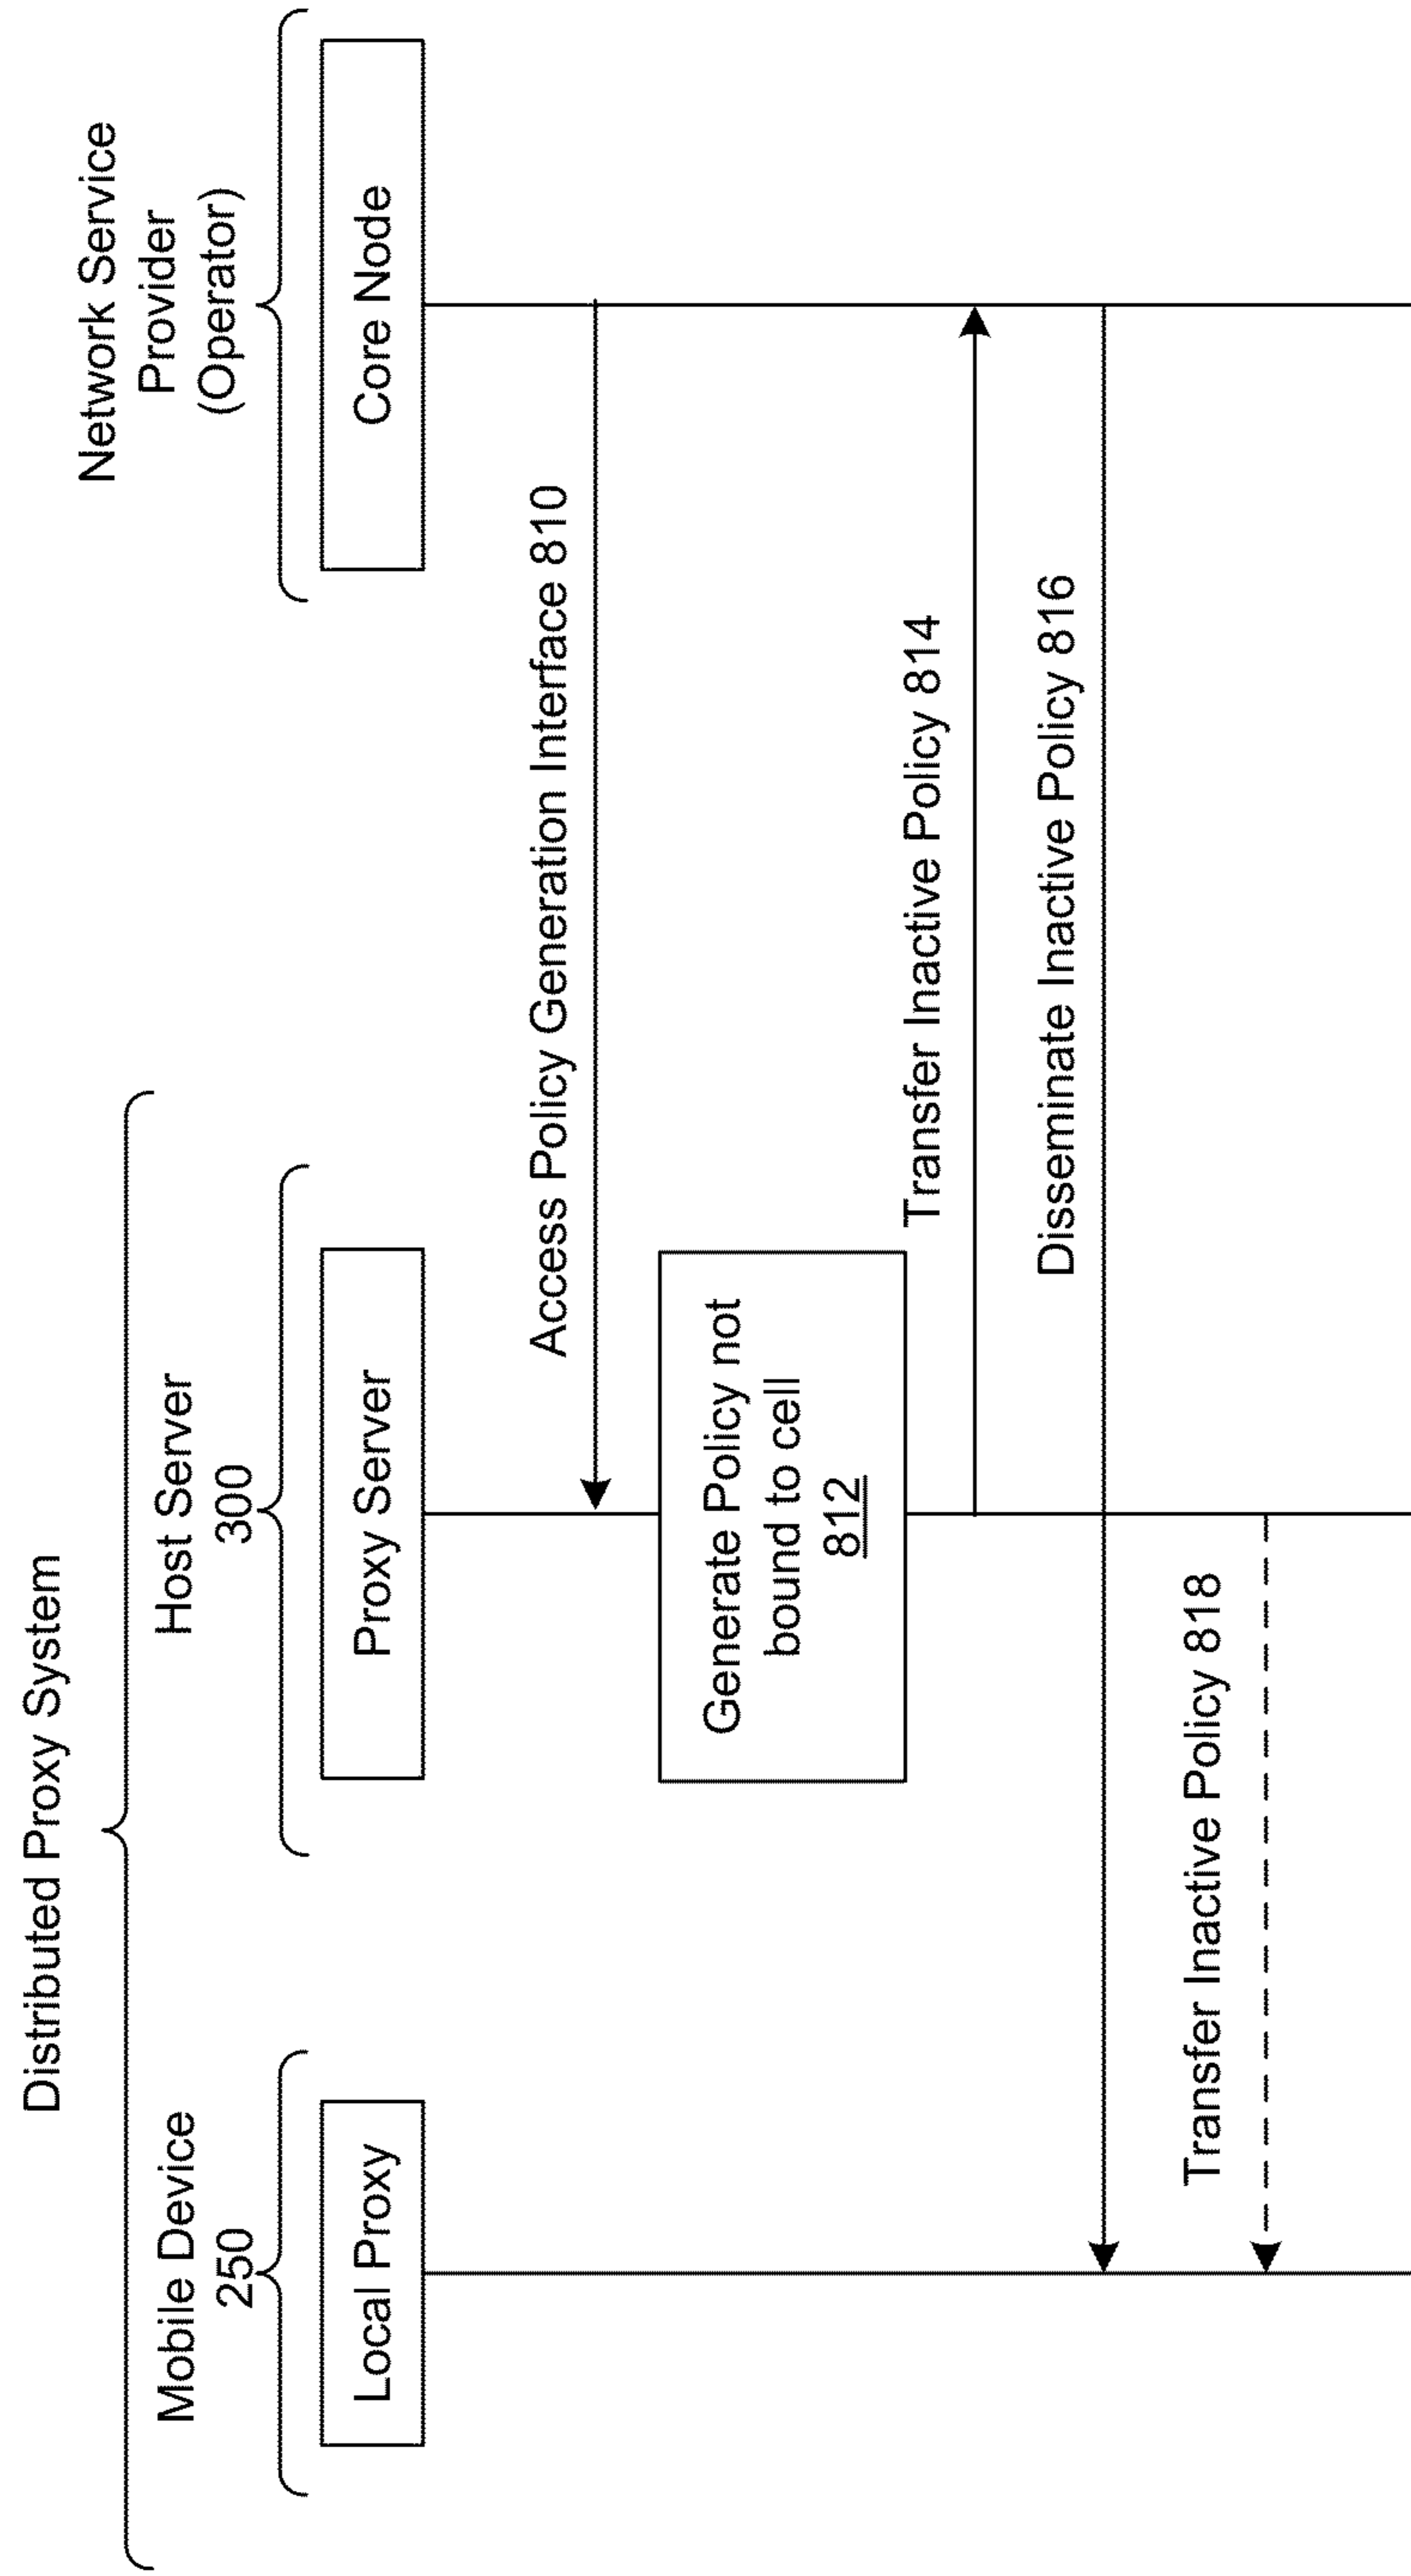 Distributed Proxy System
Mobile Device
250
Host Server
300
Network Service
Provider
(Operator)
Local Proxy
Proxy Server
Core Node
Access Policy Generation Interface 810
Generate Policy not
bound to cell
812
Transfer Inactive Policy 814
Disseminate Inactive Policy 816
Transfer Inactive Policy 818